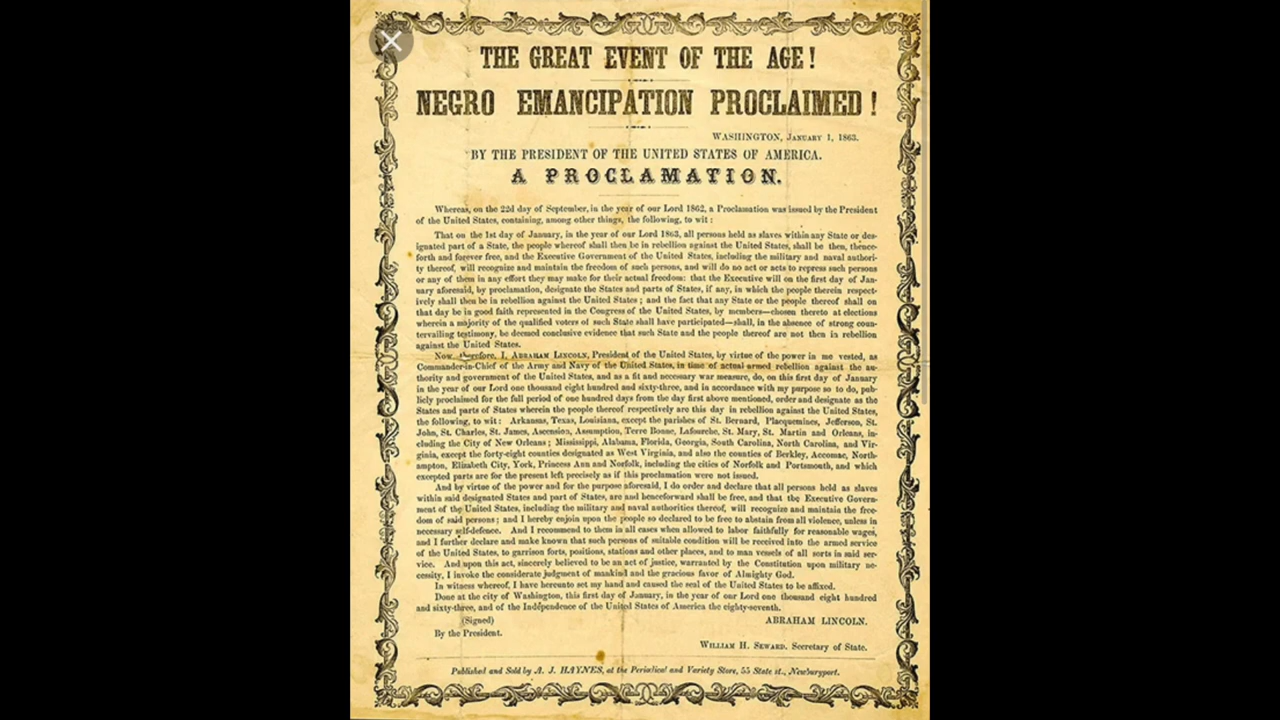 THE GREAT EVENT OF THE AGE!
NEGRO EMANCIPATION PROCLAIMED!
WASHINGTON, JANUARY 1, 1863.
BY THE PRESIDENT OF THE UNITED STATES OF AMERICA.
A PROCLAMATION.
Whereas, on the 22d day of September, in the year of our Lord 1862, a Proclamation was issued by the President
of the United States, containing, among other things, the following, to wit:
That on the 1st day of January, in the year of our Lord 1863, all persons held as slaves within any State or des-
ignated part of a State, the people whereof shall then be in rebellion against the United States, shall be then, thence-
forth and forever free, and the Executive Government of the United States, including the military and naval authori-
ty thereof, will recognize and maintain the freedom of such persons, and will do no act or acts to repress such persons
or any of them in any effort they may make for their actual freedom: that the Executive will on the first day of Jan-
uary aforesaid, by proclamation, designate the States and parts of States, if any, in which the people therein respect-
ively shall then be in rebellion against the United States; and the fact that any State or the people thereof shall on
that day be in good faith represented in the Congress of the United States, by members—chosen thereto at elections
wherein a majority of the qualified voters of such State shall have participated—shall, in the absence of strong coun-
tervailing testimony, be deemed conclusive evidence that such State and the people thereof are not then in rebellion
against the United States.
Now, therefore, I, ABRAHAM LINCOLN, President of the United States, by virtue of the power in me vested, as
Commander-in-Chief of the Army and Navy of the United States, in time of actual armed rebellion against the au-
thority and government of the United States, and as a fit and necessary war measure, do, on this first day of January
in the year of our Lord one thousand eight hundred and sixty-three, and in accordance with my purpose so to do, pub-
licly proclaimed for the full period of one hundred days from the day first above mentioned, order and designate as the
States and parts of States wherein the people thereof respectively are this day in rebellion against the United States,
the following, to wit: Arkansas, Texas, Louisiana, except the parishes of St. Bernard, Placquemines, Jefferson, St.
John, St. Charles, St. James, Ascension, Assumption, Terre Bonne, Lafourche, St. Mary, St. Martin and Orleans, in-
cluding the City of New Orleans; Mississippi, Alabama, Florida, Georgia, South Carolina, North Carolina, and Vir-
ginia, except the forty-eight counties designated as West Virginia, and also the counties of Berkley, Accomac, North-
ampton, Elizabeth City, York, Princess Ann and Norfolk, including the cities of Norfolk and Portsmouth, and which
excepted parts are for the present left precisely as if this proclamation were not issued.
And by virtue of the power and for the purpose aforesaid, I do order and declare that all persons held as slaves
within said designated States and part of States, are and henceforward shall be free, and that the Executive Govern-
ment of the United States, including the military and naval authorities thereof, will recognize and maintain the free-
dom of said persons; and I hereby enjoin upon the people so declared to be free to abstain from all violence, unless in
necessary self-defence. And I recommend to them in all cases when allowed to labor faithfully for reasonable wages,
and I further declare and make known that such persons of suitable condition will be received into the armed service
of the United States, to garrison forts, positions, stations and other places, and to man vessels of all sorts in said ser-
vice. And upon this act, sincerely believed to be an act of justice, warranted by the Constitution upon military ne-
cessity, I invoke the considerate judgment of mankind and the gracious favor of Almighty God.
In witness whereof, I have hereunto set my hand and caused the seal of the United States to be affixed.
Done at the city of Washington, this first day of January, in the year of our Lord one thousand eight hundred
and sixty-three, and of the Independence of the United States of America the eighty-seventh.
(Signed) ABRAHAM LINCOLN.
By the President.
WILLIAM H. SEWARD, Secretary of State.
Published and Sold by A. J. HAYNES, at the Periodical and Variety Store, 55 State st., Newburyport.